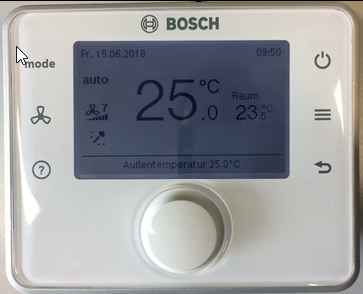 BOSCH
mode
Fr. 15.06.2018 09:50
auto
25.0°C
7
Raum
23.5°C
Außentemperatur 25.0°C
?